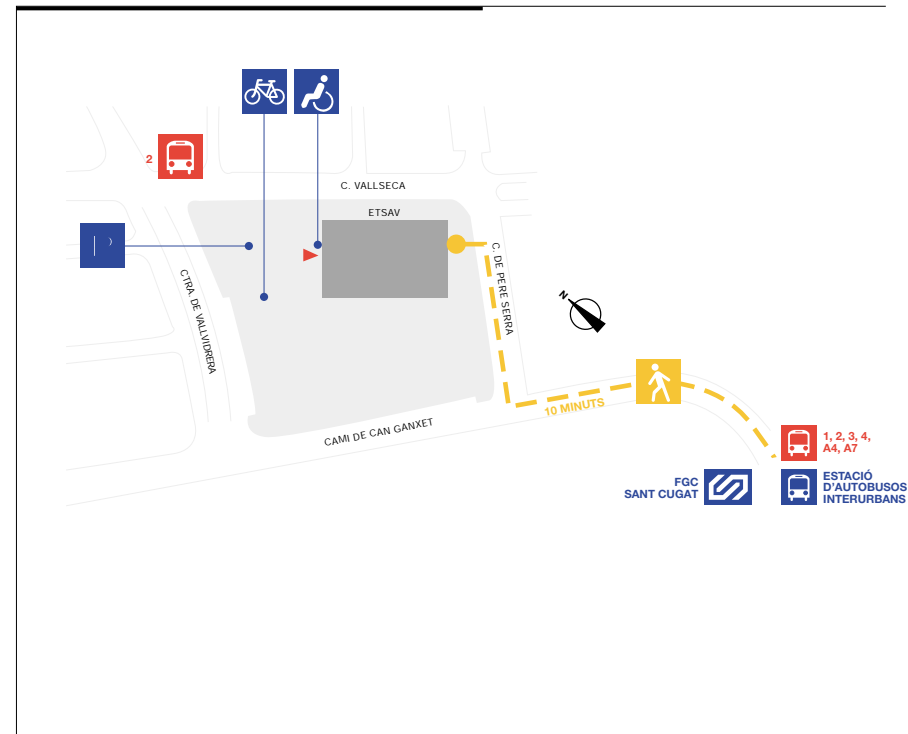 2
C. VALLSECA
ETSAV
P
CTRA. DE VALLVIDRERA
C. DE PERE SERRA
N
10 MINUTS
CAMI DE CAN GANXET
1, 2, 3, 4,
A4, A7
FGC
SANT CUGAT
ESTACIÓ
D'AUTOBUSOS
INTERURBANS